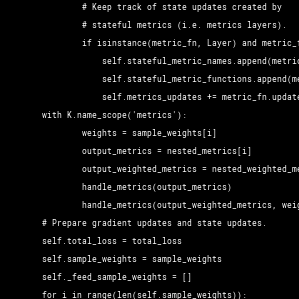 # Keep track of state updates created by
# stateful metrics (i.e. metrics layers).
if isinstance(metric_fn, Layer) and metric_f
self.stateful_metric_names.append(metric
self.stateful_metric_functions.append(me
self.metrics_updates += metric_fn.update
with K.name_scope('metrics'):
weights = sample_weights[i]
output_metrics = nested_metrics[i]
output_weighted_metrics = nested_weighted_me
handle_metrics(output_metrics)
handle_metrics(output_weighted_metrics, weig
# Prepare gradient updates and state updates.
self.total_loss = total_loss
self.sample_weights = sample_weights
self._feed_sample_weights = []
for i in range(len(self.sample_weights)):